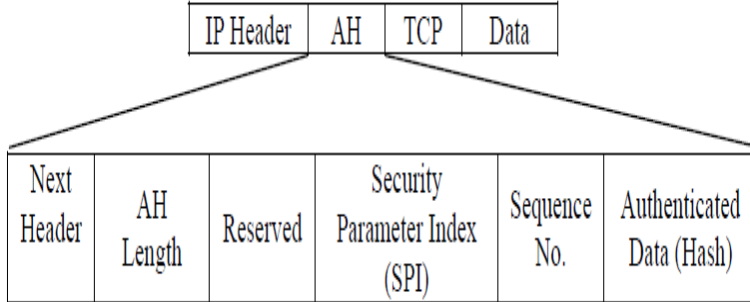 IP Header AH TCP Data
Next Header
AH Length
Reserved
Security Parameter Index (SPI)
Sequence No.
Authenticated Data (Hash)